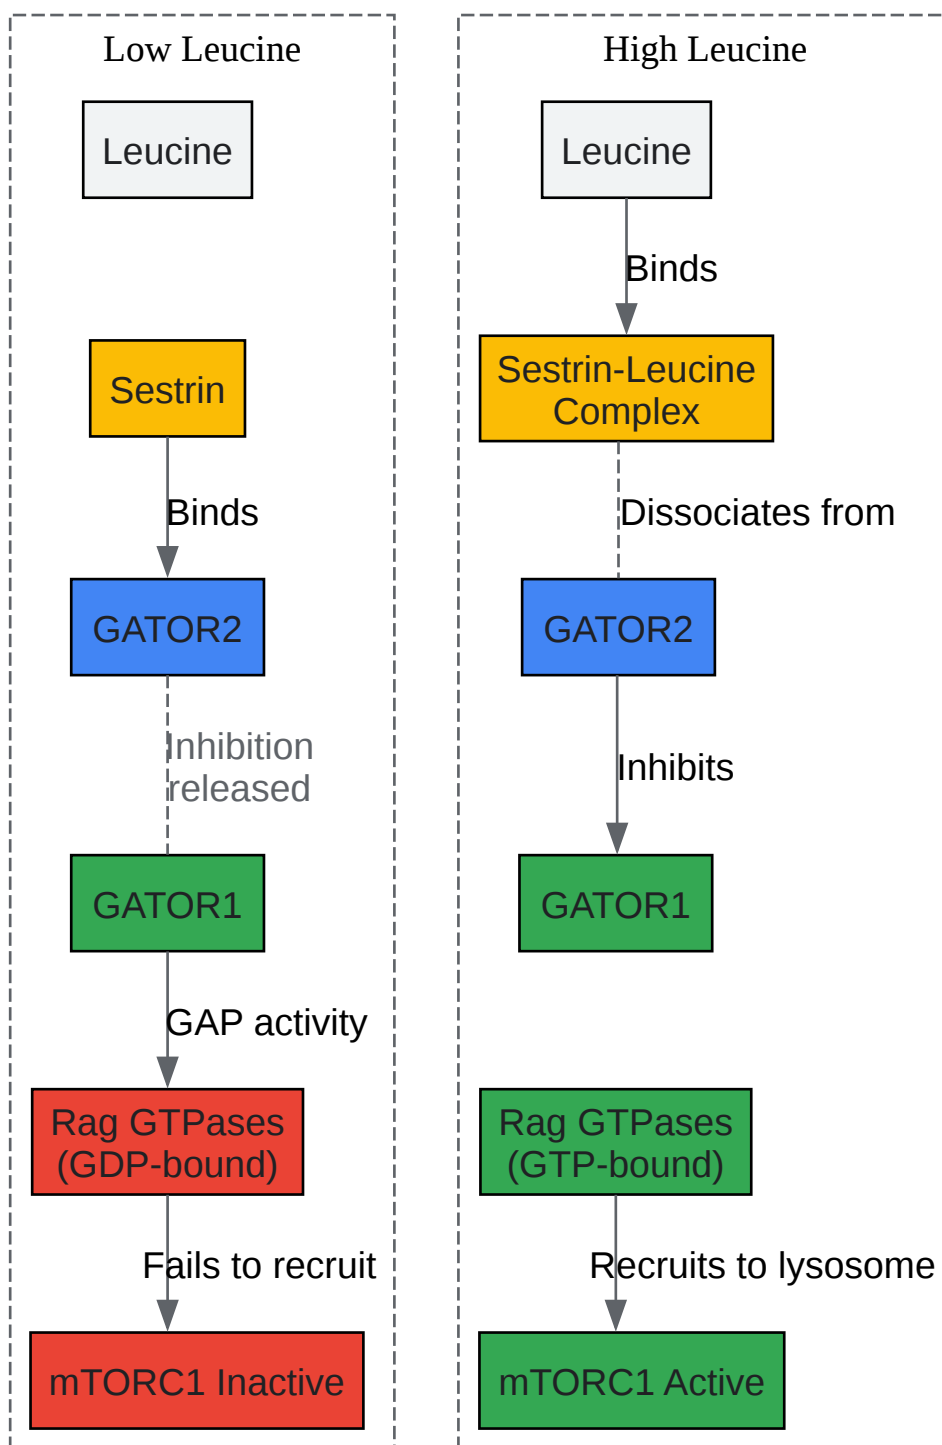 Low Leucine
Leucine
Sestrin
Binds
GATOR2
Inhibition
released
GATOR1
GAP activity
Rag GTPases
(GDP-bound)
Fails to recruit
mTORC1 Inactive
High Leucine
Leucine
Binds
Sestrin-Leucine
Complex
Dissociates from
GATOR2
Inhibits
GATOR1
Rag GTPases
(GTP-bound)
Recruits to lysosome
mTORC1 Active